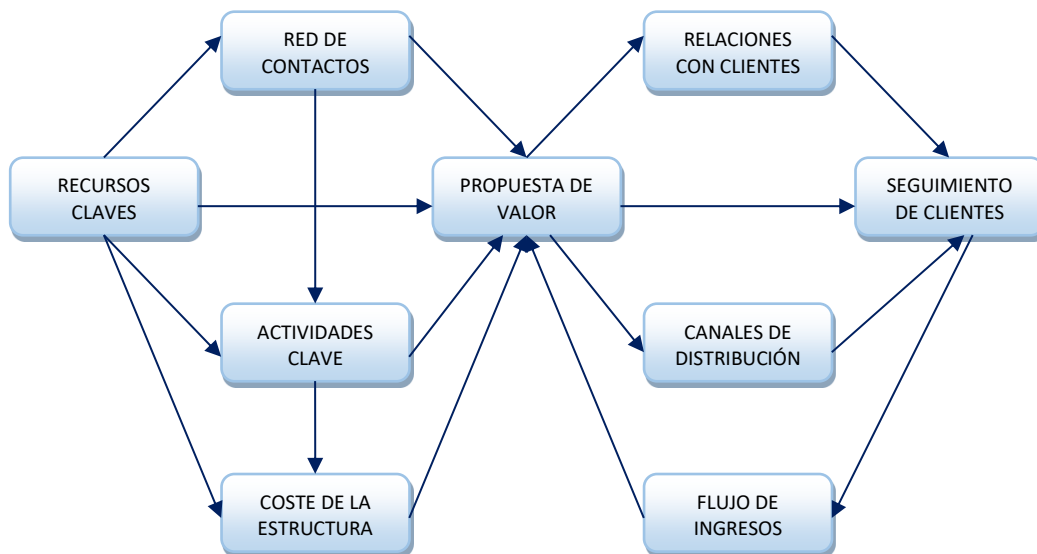 RED DE
CONTACTOS
RELACIONES
CON CLIENTES
RECURSOS
CLAVES
PROPUESTA DE
VALOR
SEGUIMIENTO
DE CLIENTES
ACTIVIDADES
CLAVE
CANALES DE
DISTRIBUCIÓN
COSTE DE LA
ESTRUCTURA
FLUJO DE
INGRESOS